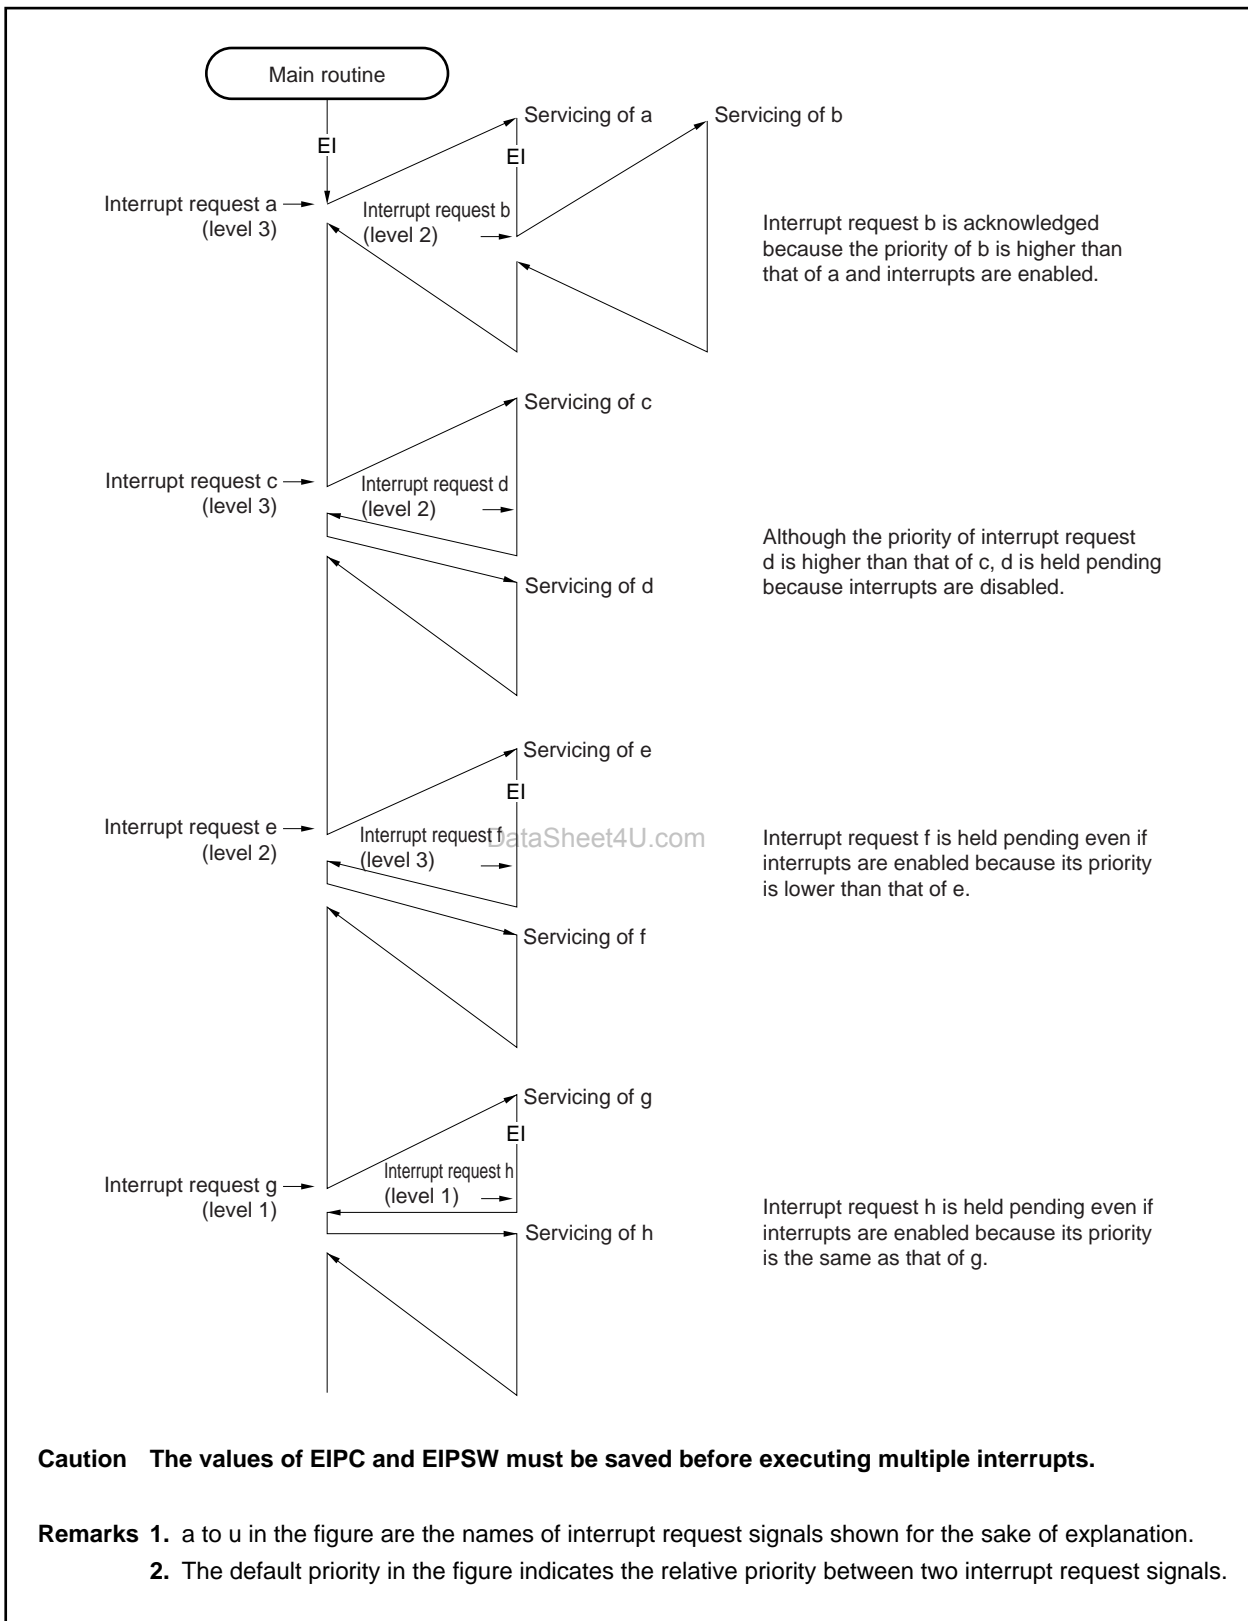 Main routine
EI
Servicing of a
Servicing of b
EI
Interrupt request a
(level 3)
Interrupt request b
(level 2)
Interrupt request b is acknowledged
because the priority of b is higher than
that of a and interrupts are enabled.
Servicing of c
Interrupt request c
(level 3)
Interrupt request d
(level 2)
Although the priority of interrupt request
d is higher than that of c, d is held pending
because interrupts are disabled.
Servicing of d
Servicing of e
EI
Interrupt request e
(level 2)
Interrupt request f
(level 3)
DataSheet4U.com
Interrupt request f is held pending even if
interrupts are enabled because its priority
is lower than that of e.
Servicing of f
Servicing of g
EI
Interrupt request g
(level 1)
Interrupt request h
(level 1)
Interrupt request h is held pending even if
interrupts are enabled because its priority
is the same as that of g.
Servicing of h
Caution The values of EIPC and EIPSW must be saved before executing multiple interrupts.
Remarks 1. a to u in the figure are the names of interrupt request signals shown for the sake of explanation.
2. The default priority in the figure indicates the relative priority between two interrupt request signals.